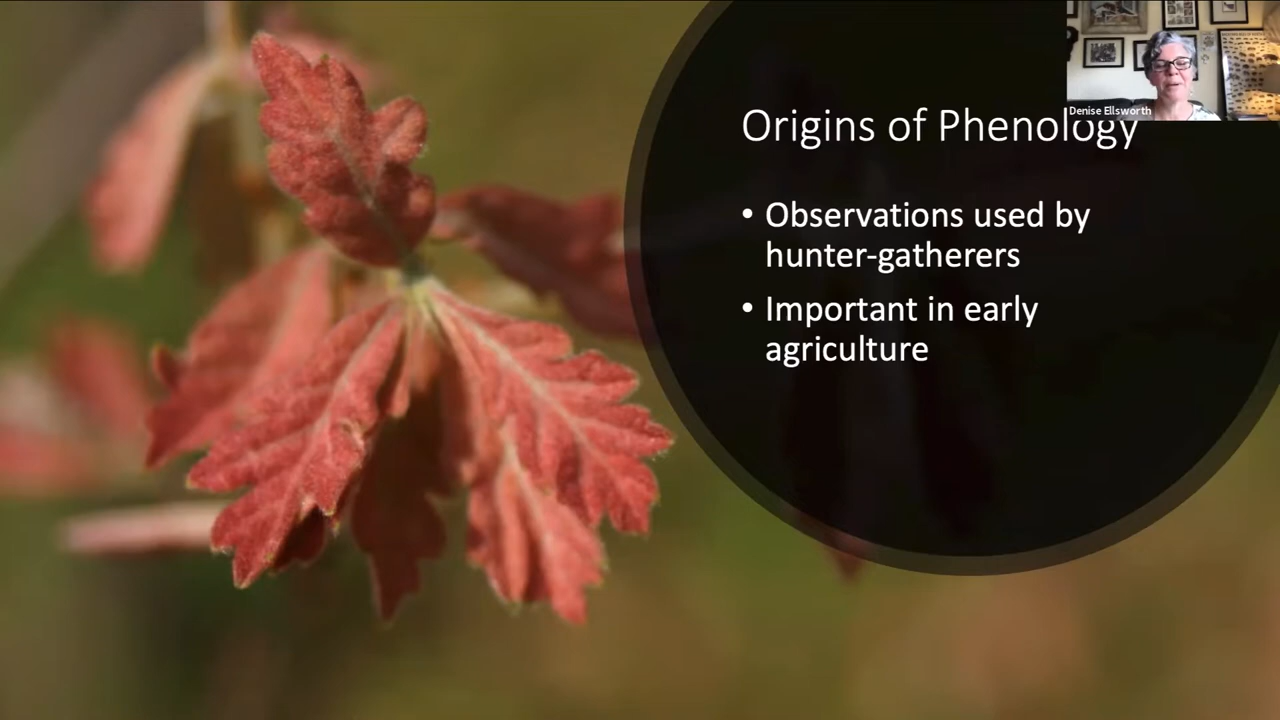 Denise Ellsworth
Origins of Phenology
• Observations used by
hunter-gatherers
• Important in early
agriculture